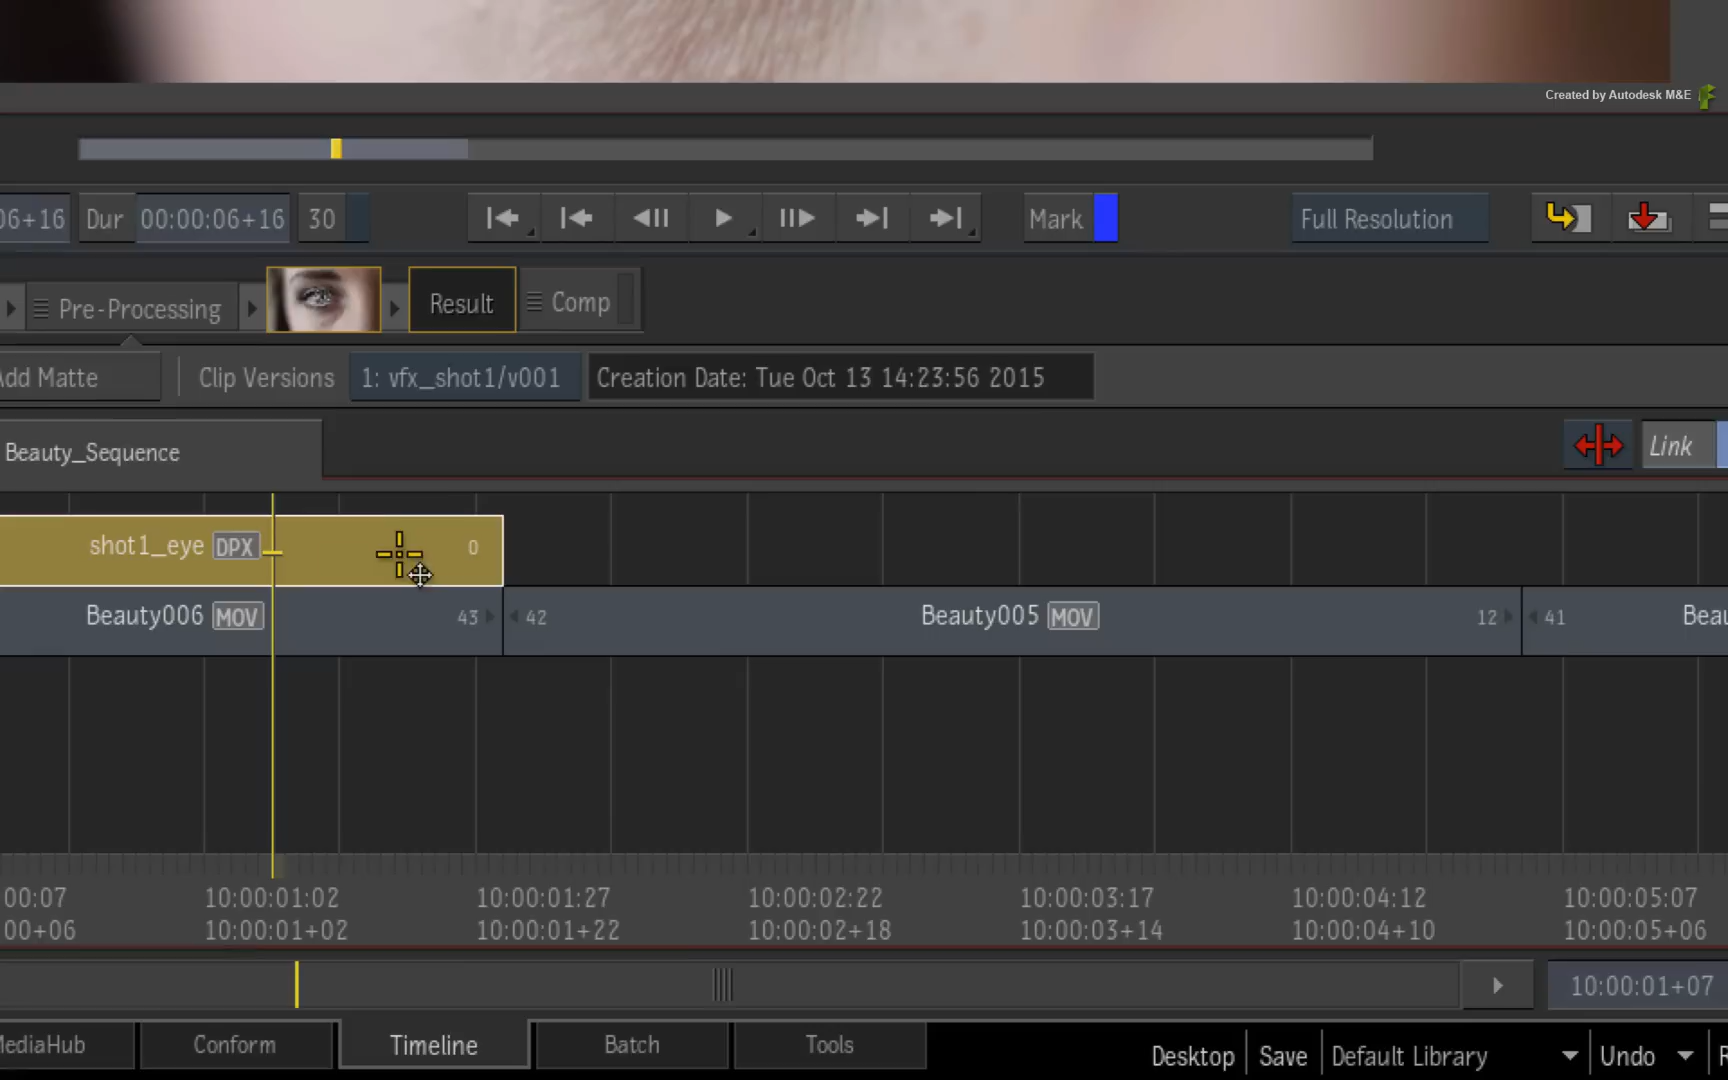 Created by Autodesk M&E
06+16 Dur 00:00:06+16 30 Mark Full Resolution
Pre-Processing Result Comp
Add Matte Clip Versions 1: vfx_shot1/v001 Creation Date: Tue Oct 13 14:23:56 2015
Beauty_Sequence Link
shot1_eye DPX 0
Beauty006 MOV 43 42 Beauty005 MOV 12 41 Beau
00:07 10:00:01:02 10:00:01:27 10:00:02:22 10:00:03:17 10:00:04:12 10:00:05:07
00+06 10:00:01+02 10:00:01+22 10:00:02+18 10:00:03+14 10:00:04+10 10:00:05+06
10:00:01+07
MediaHub Conform Timeline Batch Tools Desktop Save Default Library Undo R